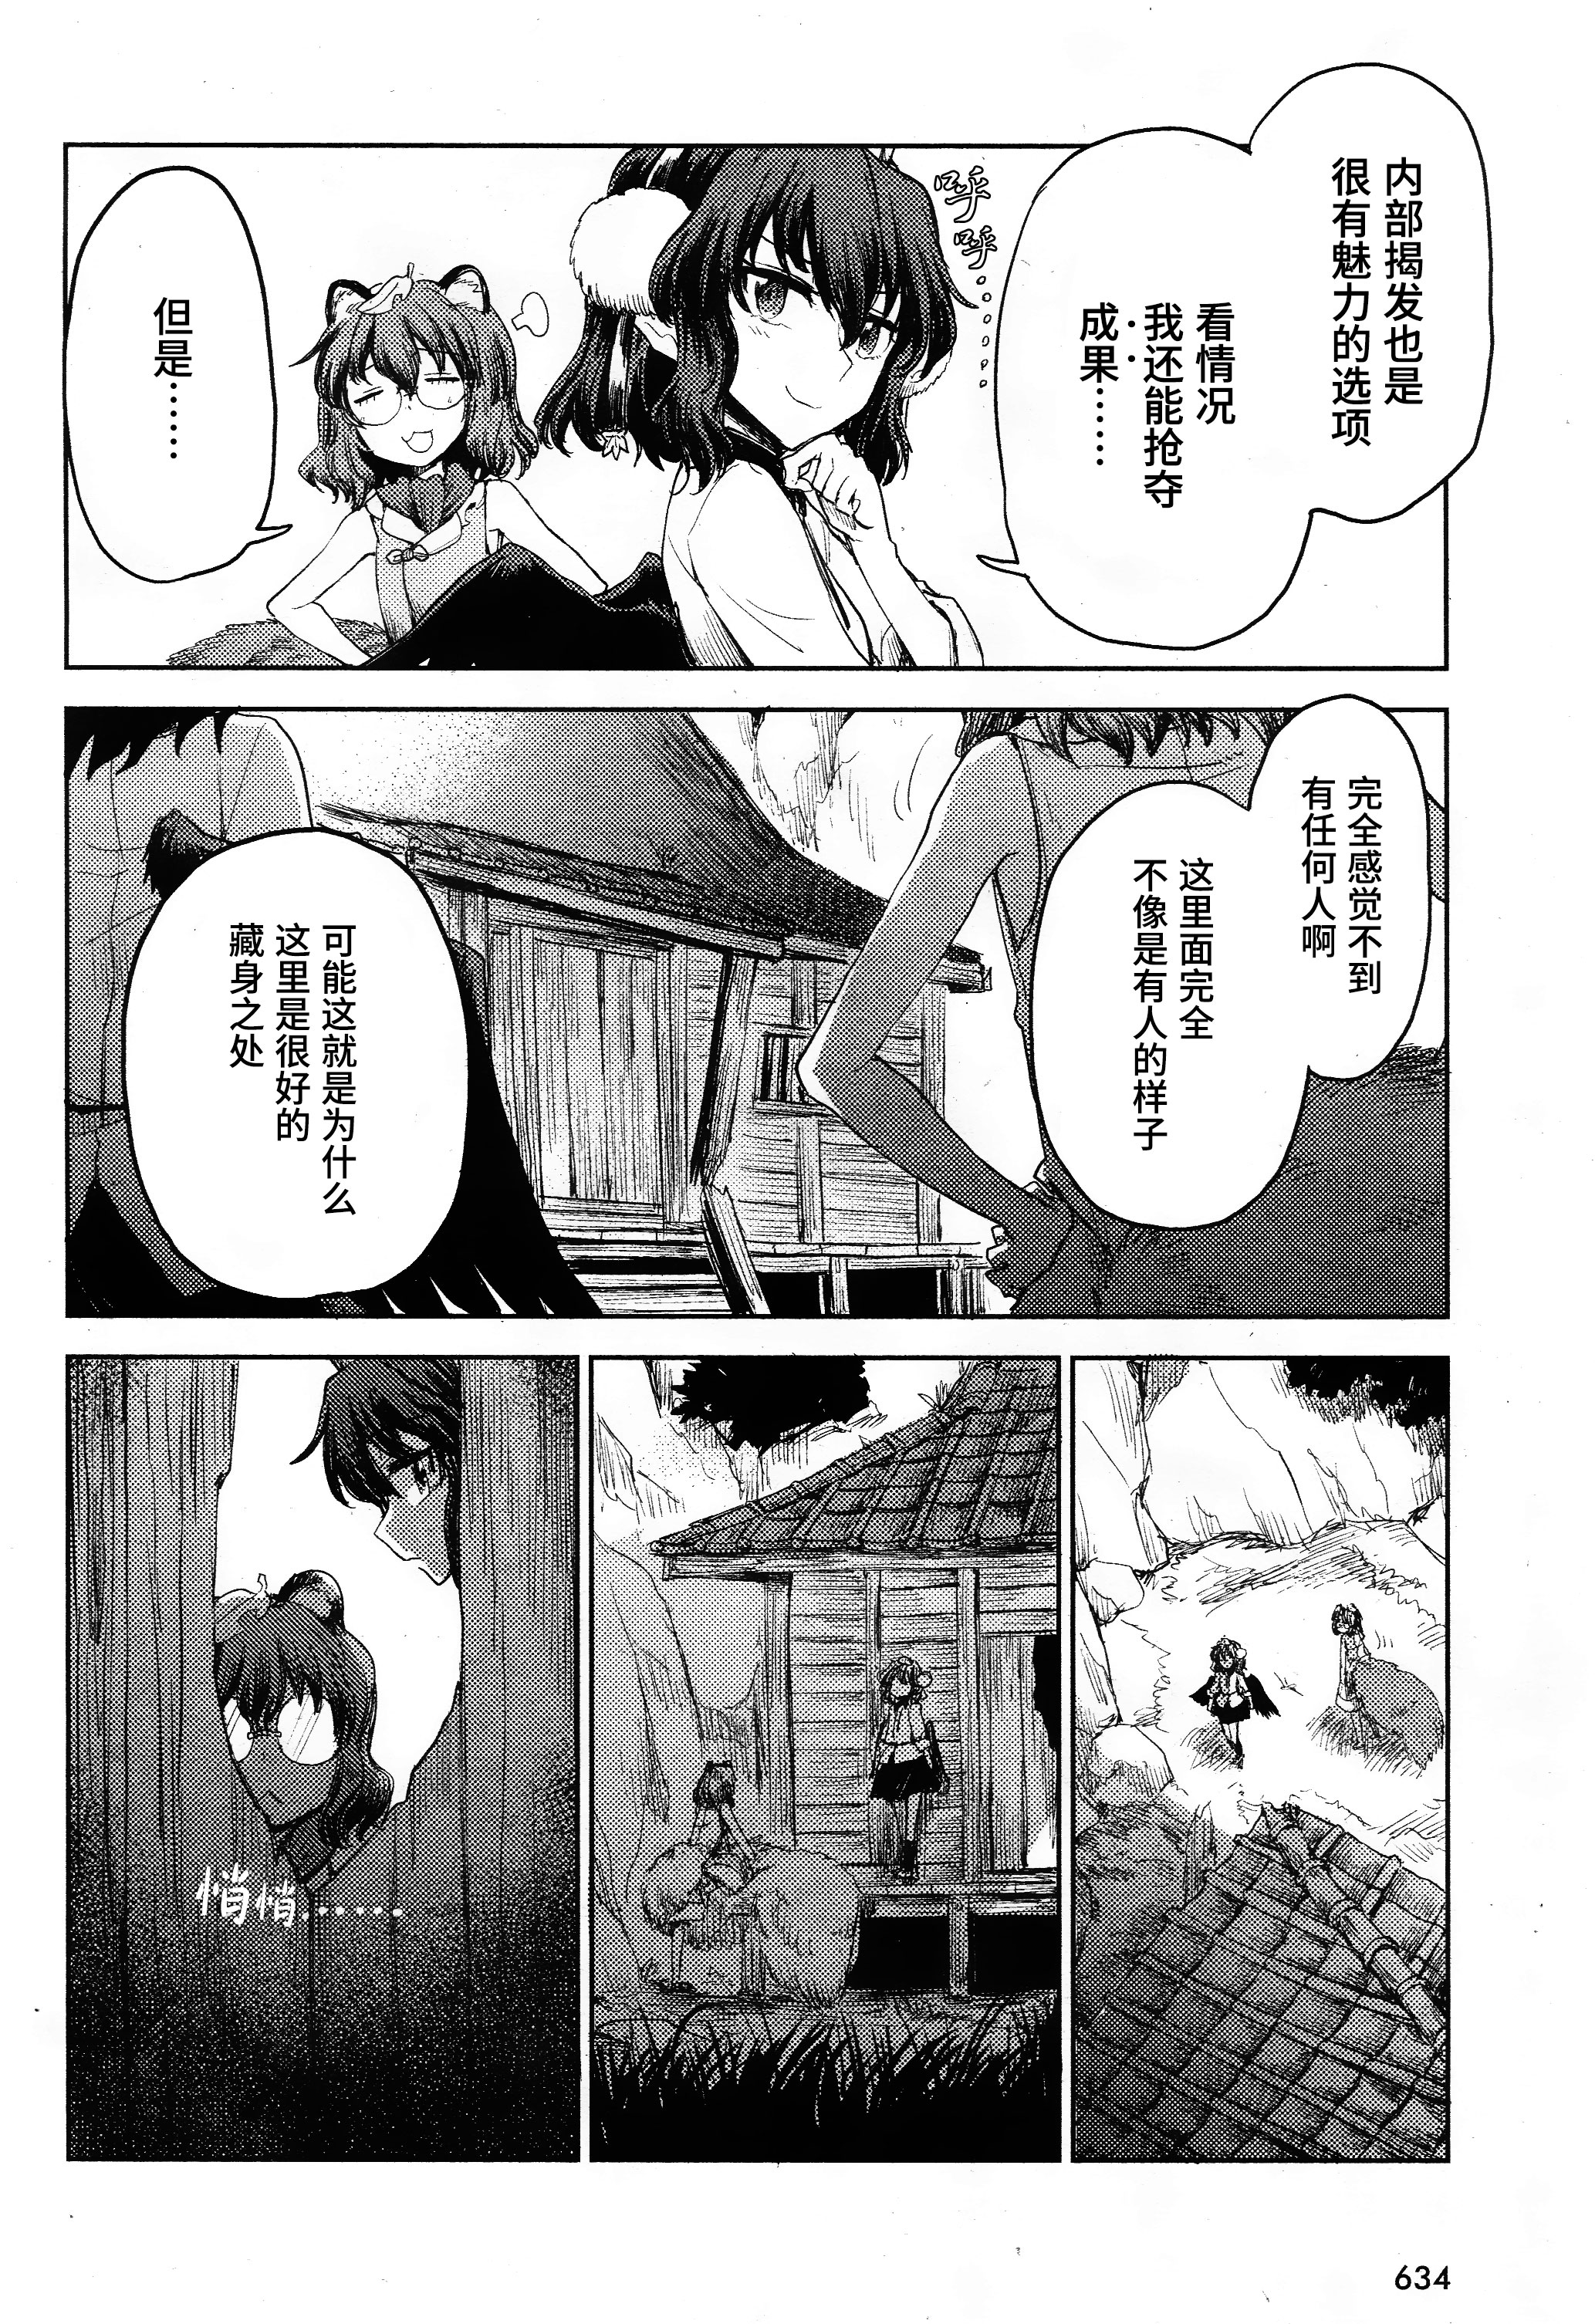 内部揭发也是
很有魅力的选项
看情况
我还能抢夺
成果……
呼呼……
但是……
完全感觉不到
有任何人啊
这里面完全
不像是有人的样子
可能这就是为什么
这里是很好的
藏身之处
悄悄……
634